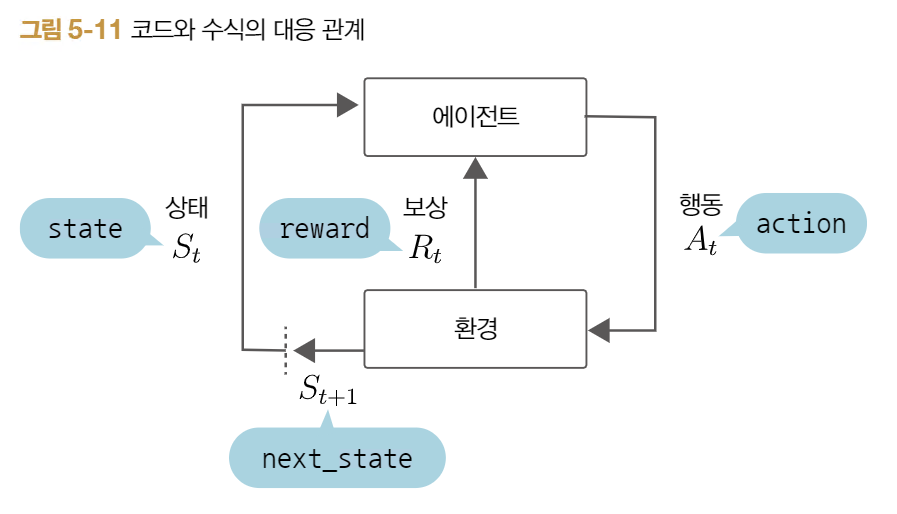 그림 5-11 코드와 수식의 대응 관계
에이전트
state
상태
S_t
reward
보상
R_t
행동
A_t
action
환경
S_{t+1}
next_state